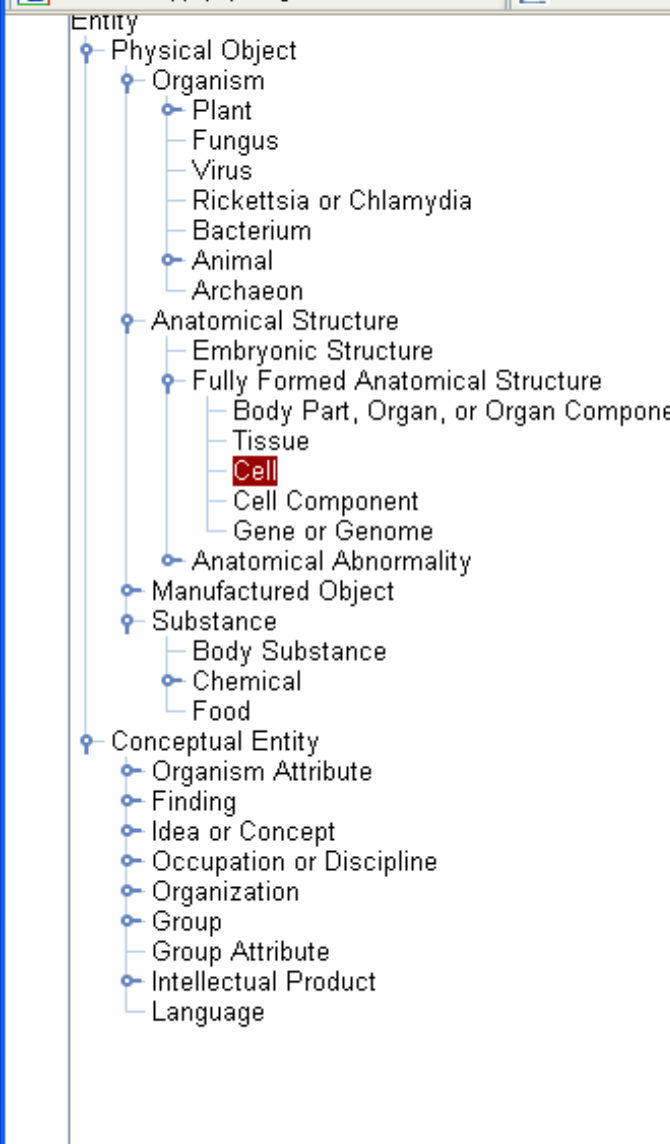 Entity
Physical Object
Organism
Plant
Fungus
Virus
Rickettsia or Chlamydia
Bacterium
Animal
Archaeon
Anatomical Structure
Embryonic Structure
Fully Formed Anatomical Structure
Body Part, Organ, or Organ Compone
Tissue
Cell
Cell Component
Gene or Genome
Anatomical Abnormality
Manufactured Object
Substance
Body Substance
Chemical
Food
Conceptual Entity
Organism Attribute
Finding
Idea or Concept
Occupation or Discipline
Organization
Group
Group Attribute
Intellectual Product
Language